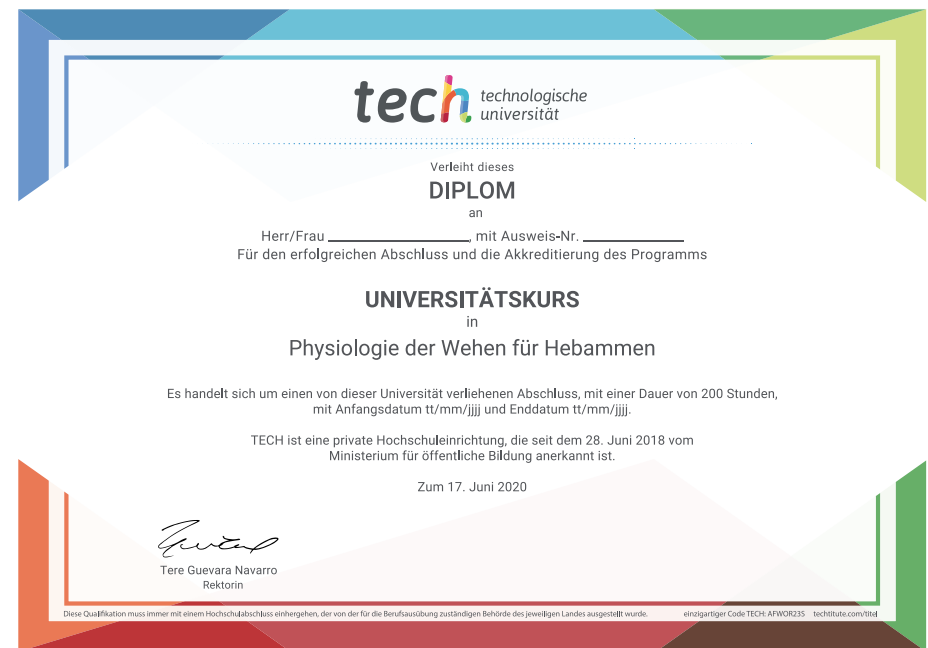 tech technologische
universität
Verleiht dieses
DIPLOM
an
Herr/Frau ____________________, mit Ausweis-Nr. ______________
Für den erfolgreichen Abschluss und die Akkreditierung des Programms
UNIVERSITÄTSKURS
in
Physiologie der Wehen für Hebammen
Es handelt sich um einen von dieser Universität verliehenen Abschluss, mit einer Dauer von 200 Stunden,
mit Anfangsdatum tt/mm/jjjj und Enddatum tt/mm/jjjj.
TECH ist eine private Hochschuleinrichtung, die seit dem 28. Juni 2018 vom
Ministerium für öffentliche Bildung anerkannt ist.
Zum 17. Juni 2020
Tere Guevara Navarro
Rektorin
Diese Qualifikation muss immer mit einem Hochschulabschluss einhergehen, der von der für die Berufsausübung zuständigen Behörde des jeweiligen Landes ausgestellt wurde. einzigartiger Code TECH: AFWOR23S techtitute.com/titel